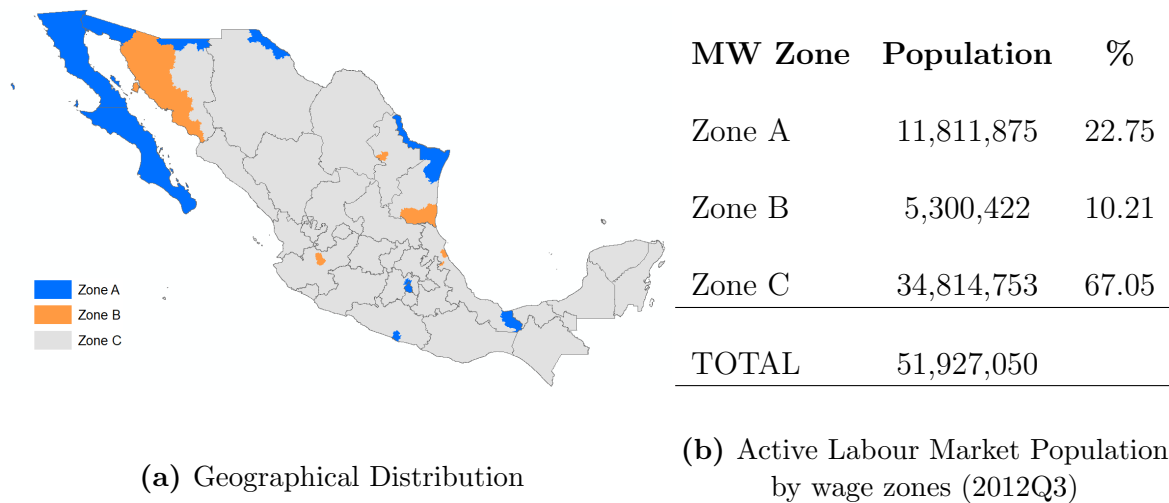 Zone A
Zone B
Zone C
(a) Geographical Distribution
MW Zone Population %
Zone A 11,811,875 22.75
Zone B 5,300,422 10.21
Zone C 34,814,753 67.05
TOTAL 51,927,050
(b) Active Labour Market Population
by wage zones (2012Q3)